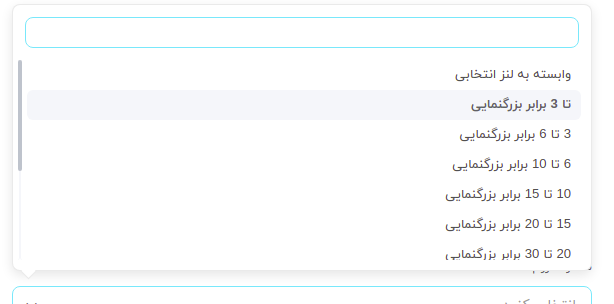 وابسته به لنز انتخابی
تا 3 برابر بزرگنمایی
3 تا 6 برابر بزرگنمایی
6 تا 10 برابر بزرگنمایی
10 تا 15 برابر بزرگنمایی
15 تا 20 برابر بزرگنمایی
20 تا 30 برابر بزرگنمایی